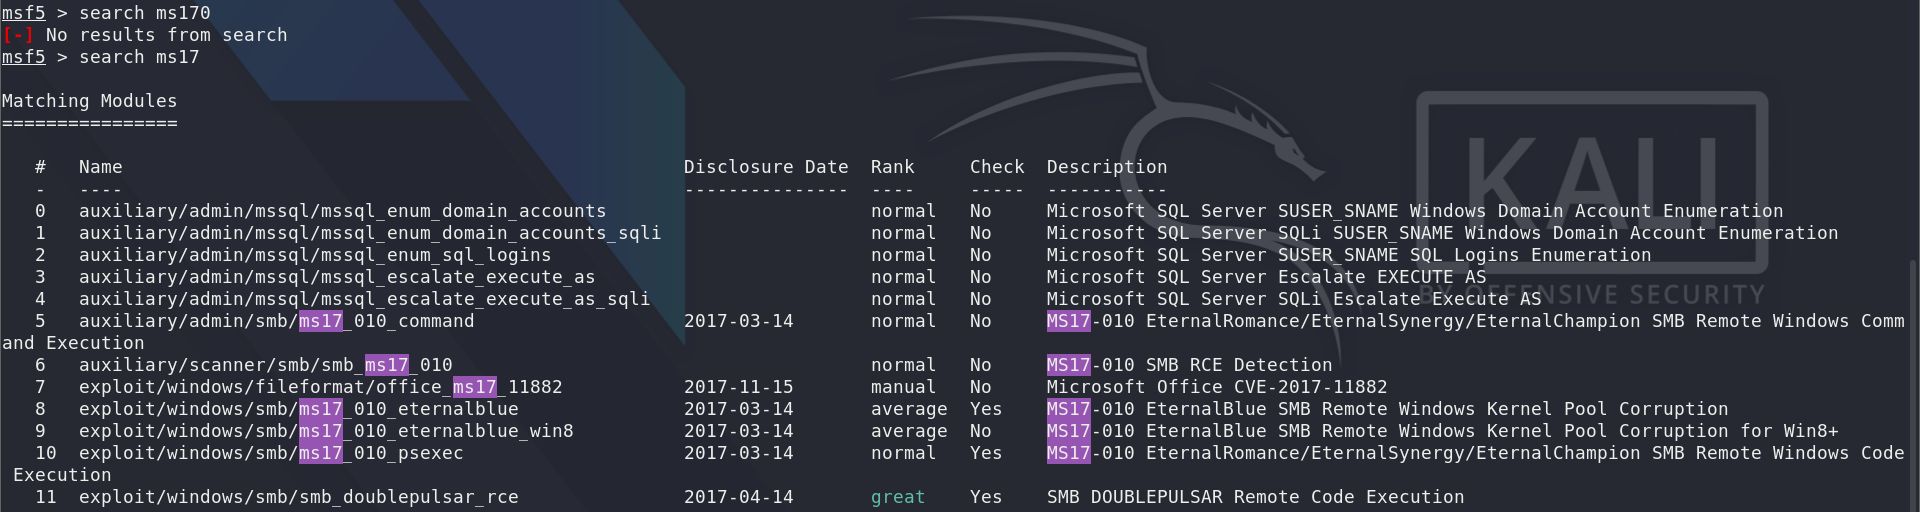 msf5 > search ms170
[-] No results from search
msf5 > search ms17
Matching Modules
================
# Name Disclosure Date Rank Check Description
- ---- --------------- ---- ----- -----------
0 auxiliary/admin/mssql/mssql_enum_domain_accounts normal No Microsoft SQL Server SUSER_SNAME Windows Domain Account Enumeration
1 auxiliary/admin/mssql/mssql_enum_domain_accounts_sqli normal No Microsoft SQL Server SQLi SUSER_SNAME Windows Domain Account Enumeration
2 auxiliary/admin/mssql/mssql_enum_sql_logins normal No Microsoft SQL Server SUSER_SNAME SQL Logins Enumeration
3 auxiliary/admin/mssql/mssql_escalate_execute_as normal No Microsoft SQL Server Escalate EXECUTE AS
4 auxiliary/admin/mssql/mssql_escalate_execute_as_sqli normal No Microsoft SQL Server SQLi Escalate Execute AS
5 auxiliary/admin/smb/ms17_010_command 2017-03-14 normal No MS17-010 EternalRomance/EternalSynergy/EternalChampion SMB Remote Windows Comm
and Execution
6 auxiliary/scanner/smb/smb_ms17_010 normal No MS17-010 SMB RCE Detection
7 exploit/windows/fileformat/office_ms17_11882 2017-11-15 manual No Microsoft Office CVE-2017-11882
8 exploit/windows/smb/ms17_010_eternalblue 2017-03-14 average Yes MS17-010 EternalBlue SMB Remote Windows Kernel Pool Corruption
9 exploit/windows/smb/ms17_010_eternalblue_win8 2017-03-14 average No MS17-010 EternalBlue SMB Remote Windows Kernel Pool Corruption for Win8+
10 exploit/windows/smb/ms17_010_psexec 2017-03-14 normal Yes MS17-010 EternalRomance/EternalSynergy/EternalChampion SMB Remote Windows Code
Execution
11 exploit/windows/smb/smb_doublepulsar_rce 2017-04-14 great Yes SMB DOUBLEPULSAR Remote Code Execution
KALI
BY OFFENSIVE SECURITY